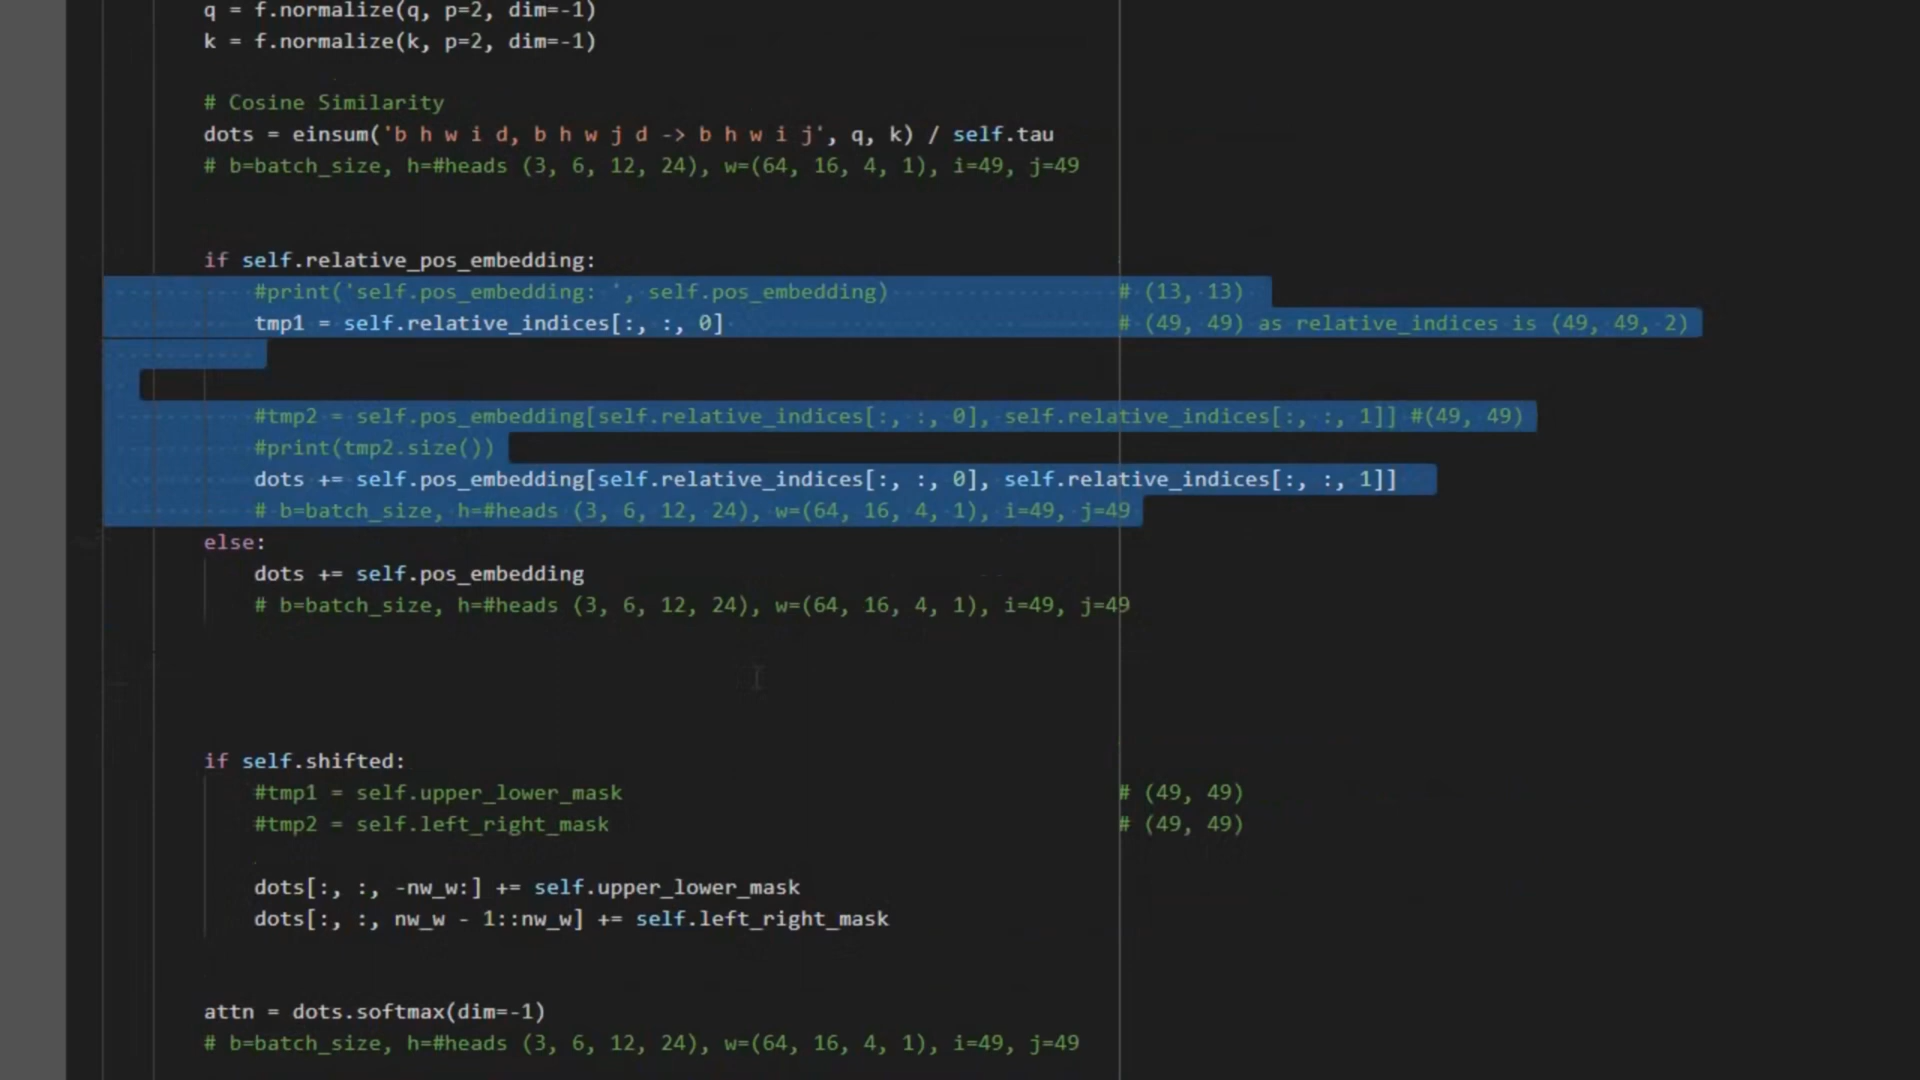 q = f.normalize(q, p=2, dim=-1)
k = f.normalize(k, p=2, dim=-1)
# Cosine Similarity
dots = einsum('b h w i d, b h w j d -> b h w i j', q, k) / self.tau
# b=batch_size, h=#heads (3, 6, 12, 24), w=(64, 16, 4, 1), i=49, j=49
if self.relative_pos_embedding:
#print('self.pos_embedding: ', self.pos_embedding) # (13, 13)
tmp1 = self.relative_indices[:, :, 0] # (49, 49) as relative_indices is (49, 49, 2)
#tmp2 = self.pos_embedding[self.relative_indices[:, :, 0], self.relative_indices[:, :, 1]] #(49, 49)
#print(tmp2.size())
dots += self.pos_embedding[self.relative_indices[:, :, 0], self.relative_indices[:, :, 1]]
# b=batch_size, h=#heads (3, 6, 12, 24), w=(64, 16, 4, 1), i=49, j=49
else:
dots += self.pos_embedding
# b=batch_size, h=#heads (3, 6, 12, 24), w=(64, 16, 4, 1), i=49, j=49
if self.shifted:
#tmp1 = self.upper_lower_mask # (49, 49)
#tmp2 = self.left_right_mask # (49, 49)
dots[:, :, -nw_w:] += self.upper_lower_mask
dots[:, :, nw_w - 1::nw_w] += self.left_right_mask
attn = dots.softmax(dim=-1)
# b=batch_size, h=#heads (3, 6, 12, 24), w=(64, 16, 4, 1), i=49, j=49